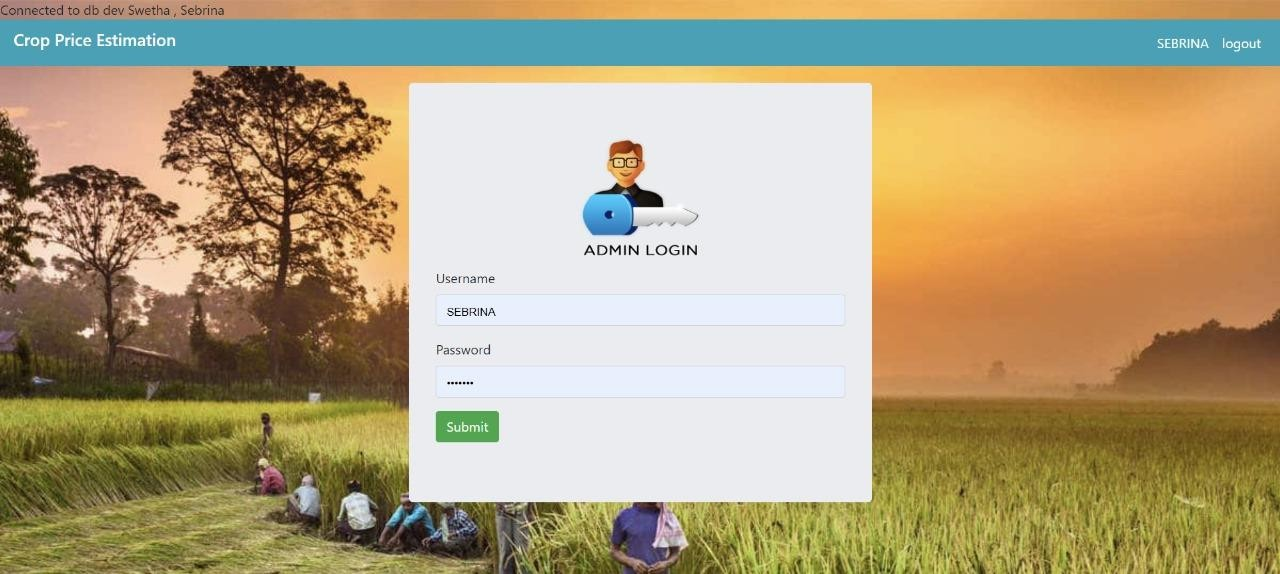 Connected to db dev Swetha , Sebrina
Crop Price Estimation
SEBRINA logout
ADMIN LOGIN
Username
SEBRINA
Password
•••••••
Submit